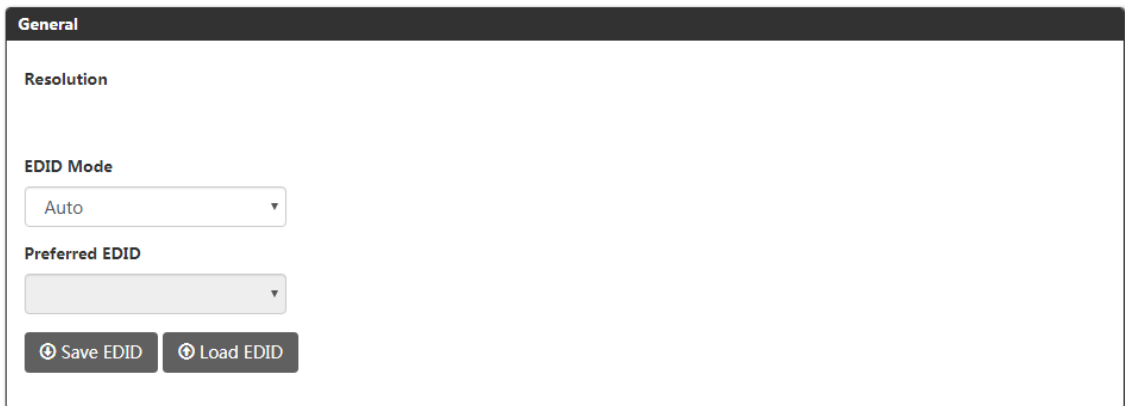 General
Resolution
EDID Mode
Auto
Preferred EDID
Save EDID Load EDID